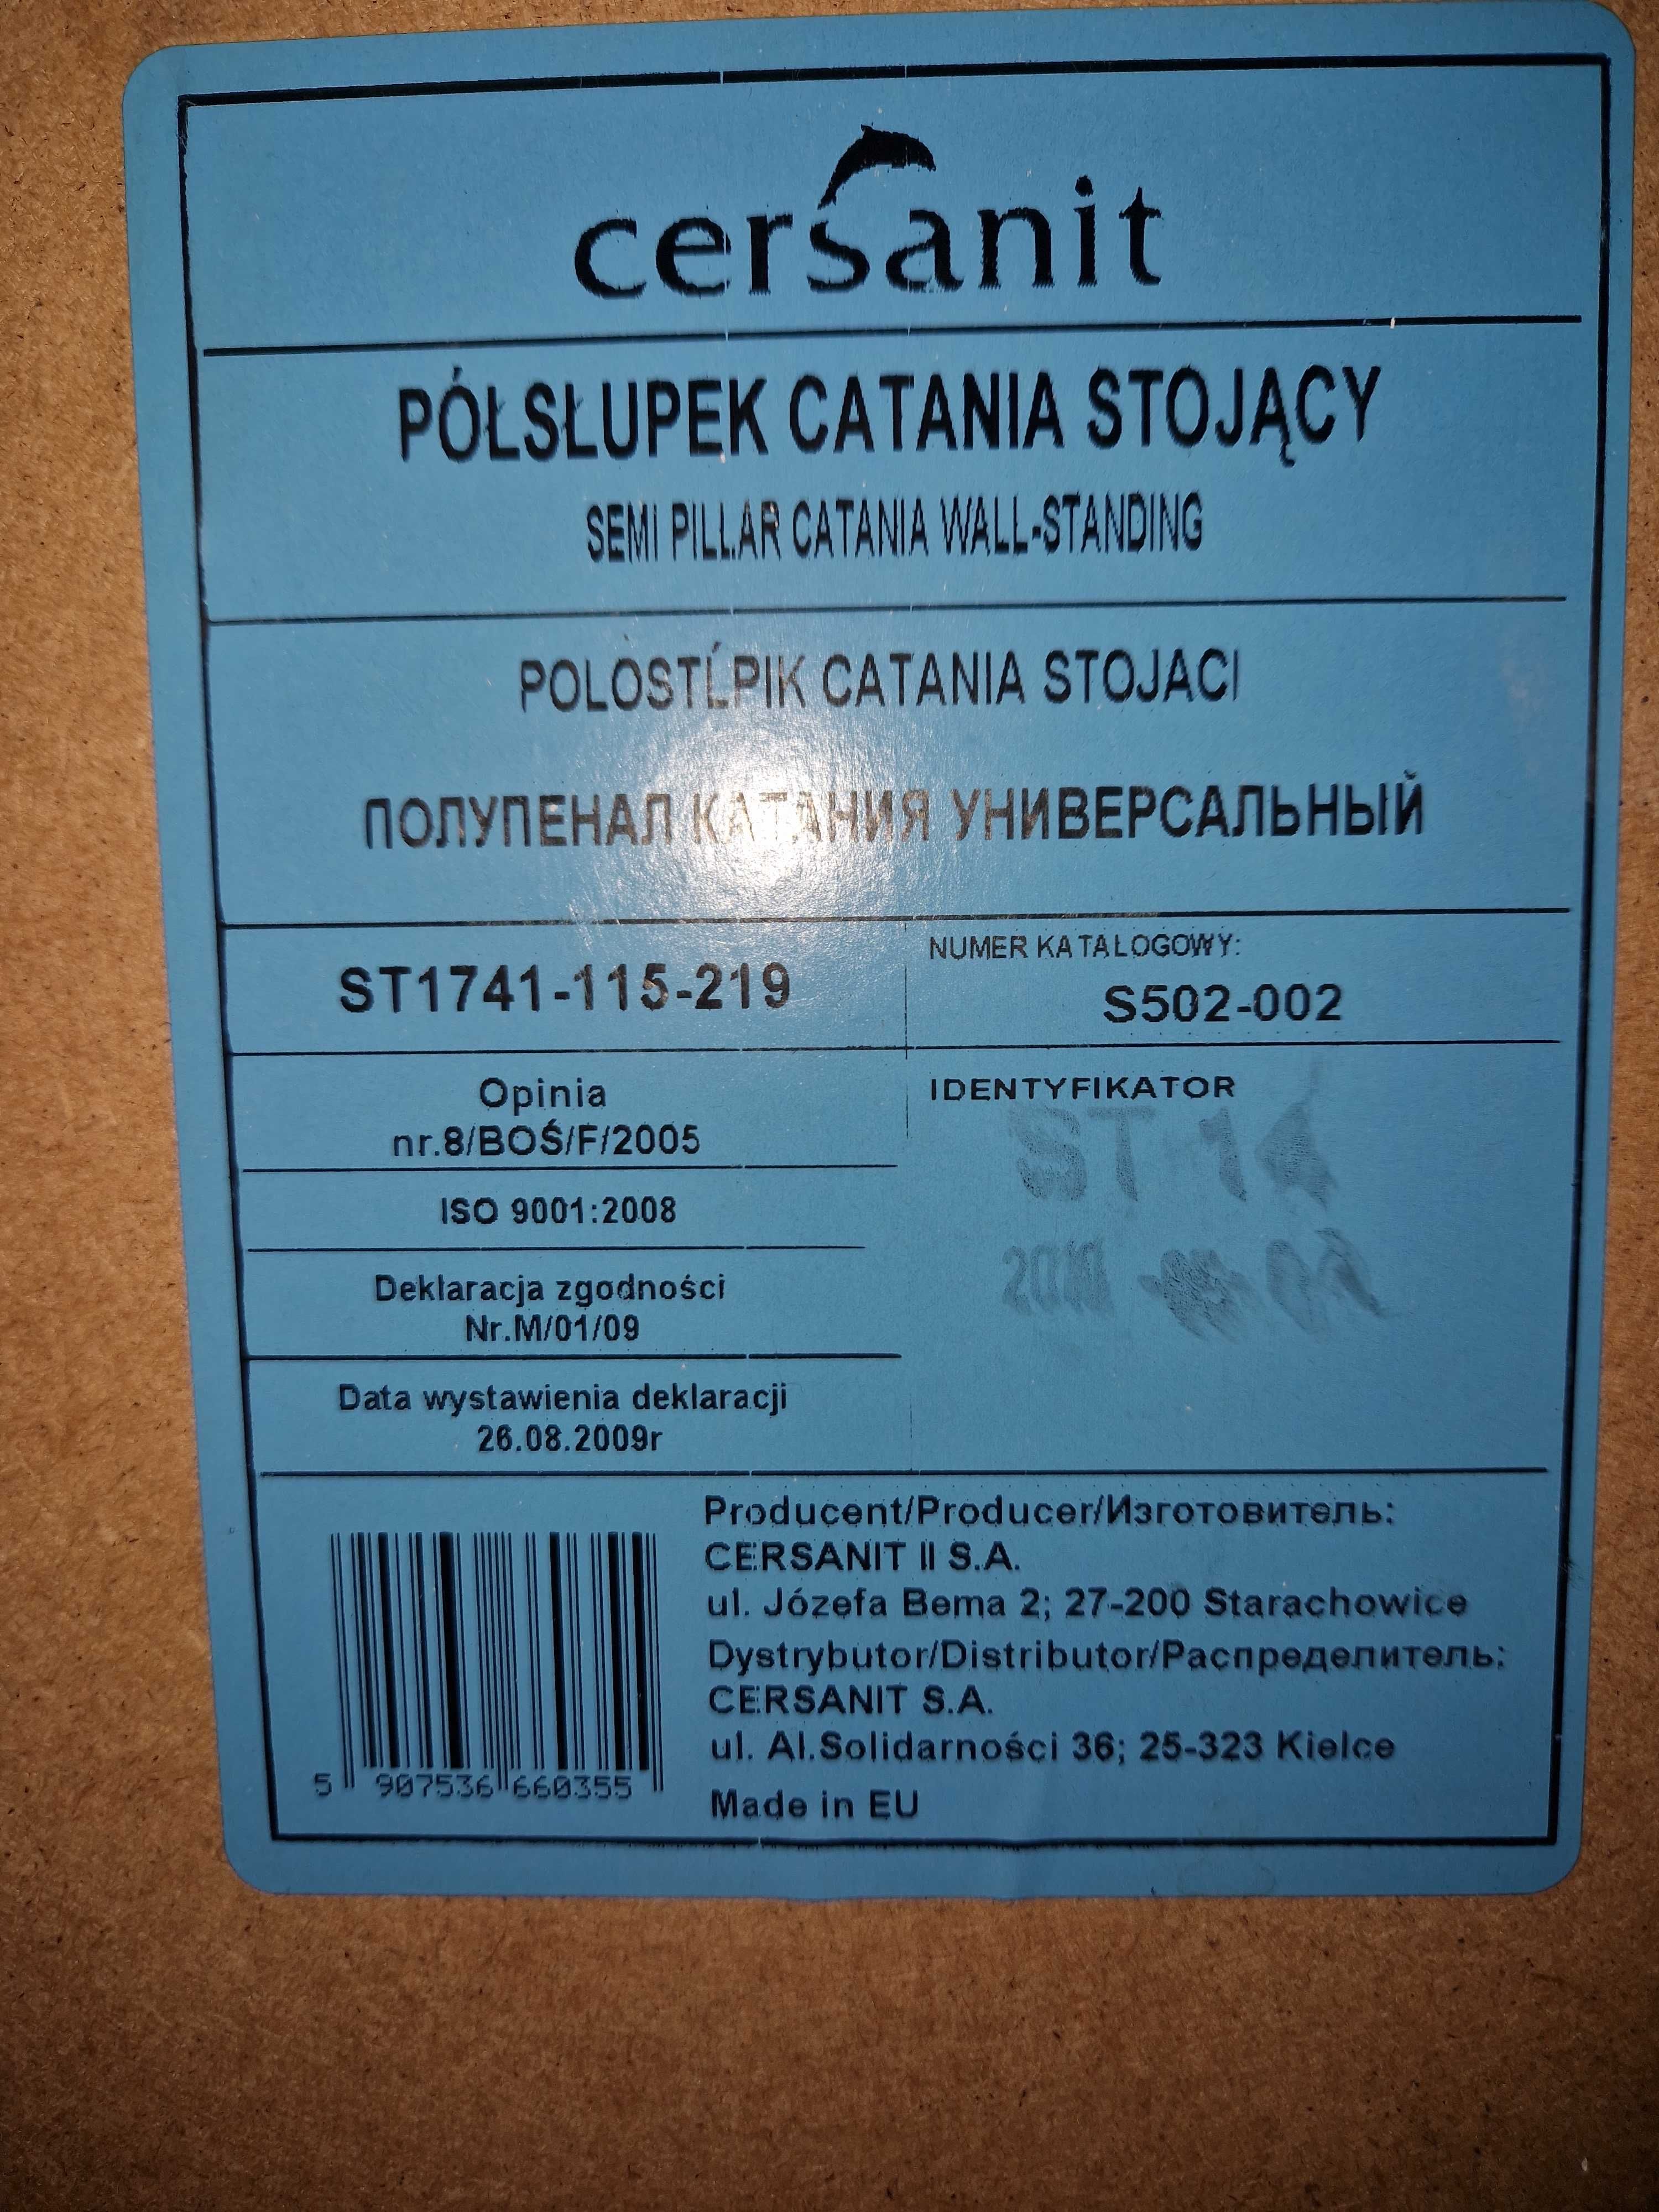 cersanit
PÓŁSŁUPEK CATANIA STOJĄCY
SEMI PILLAR CATANIA WALL-STANDING
POLOSTĹPIK CATANIA STOJACI
ПОЛУПЕНАЛ КАТАНИЯ УНИВЕРСАЛЬНЫЙ
ST1741-115-219
NUMER KATALOGOWY:
S502-002
Opinia
nr.8/BOŚ/F/2005
ISO 9001:2008
Deklaracja zgodności
Nr.M/01/09
Data wystawienia deklaracji
26.08.2009r
IDENTYFIKATOR
ST 14
Producent/Producer/Изготовитель:
CERSANIT II S.A.
ul. Józefa Bema 2; 27-200 Starachowice
Dystrybutor/Distributor/Распределитель:
CERSANIT S.A.
ul. Al.Solidarności 36; 25-323 Kielce
Made in EU
5 907536 660355